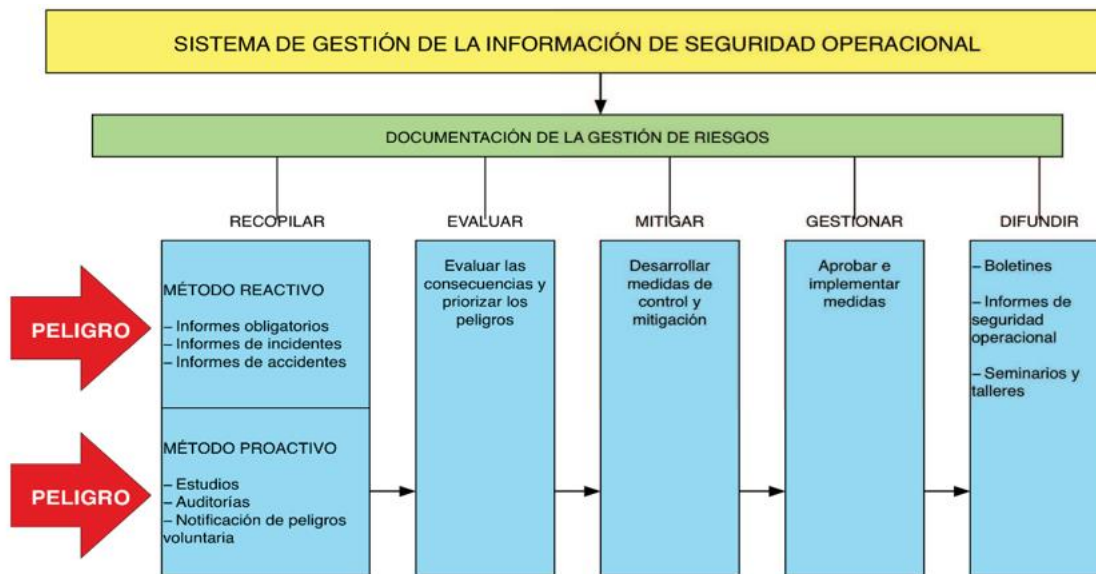 SISTEMA DE GESTIÓN DE LA INFORMACIÓN DE SEGURIDAD OPERACIONAL
DOCUMENTACIÓN DE LA GESTIÓN DE RIESGOS
RECOPILAR
EVALUAR
MITIGAR
GESTIONAR
DIFUNDIR
PELIGRO
PELIGRO
MÉTODO REACTIVO
– Informes obligatorios
– Informes de incidentes
– Informes de accidentes
MÉTODO PROACTIVO
– Estudios
– Auditorías
– Notificación de peligros
voluntaria
Evaluar las
consecuencias y
priorizar los
peligros
Desarrollar
medidas de
control y
mitigación
Aprobar e
implementar
medidas
– Boletines
– Informes de
seguridad
operacional
– Seminarios y
talleres